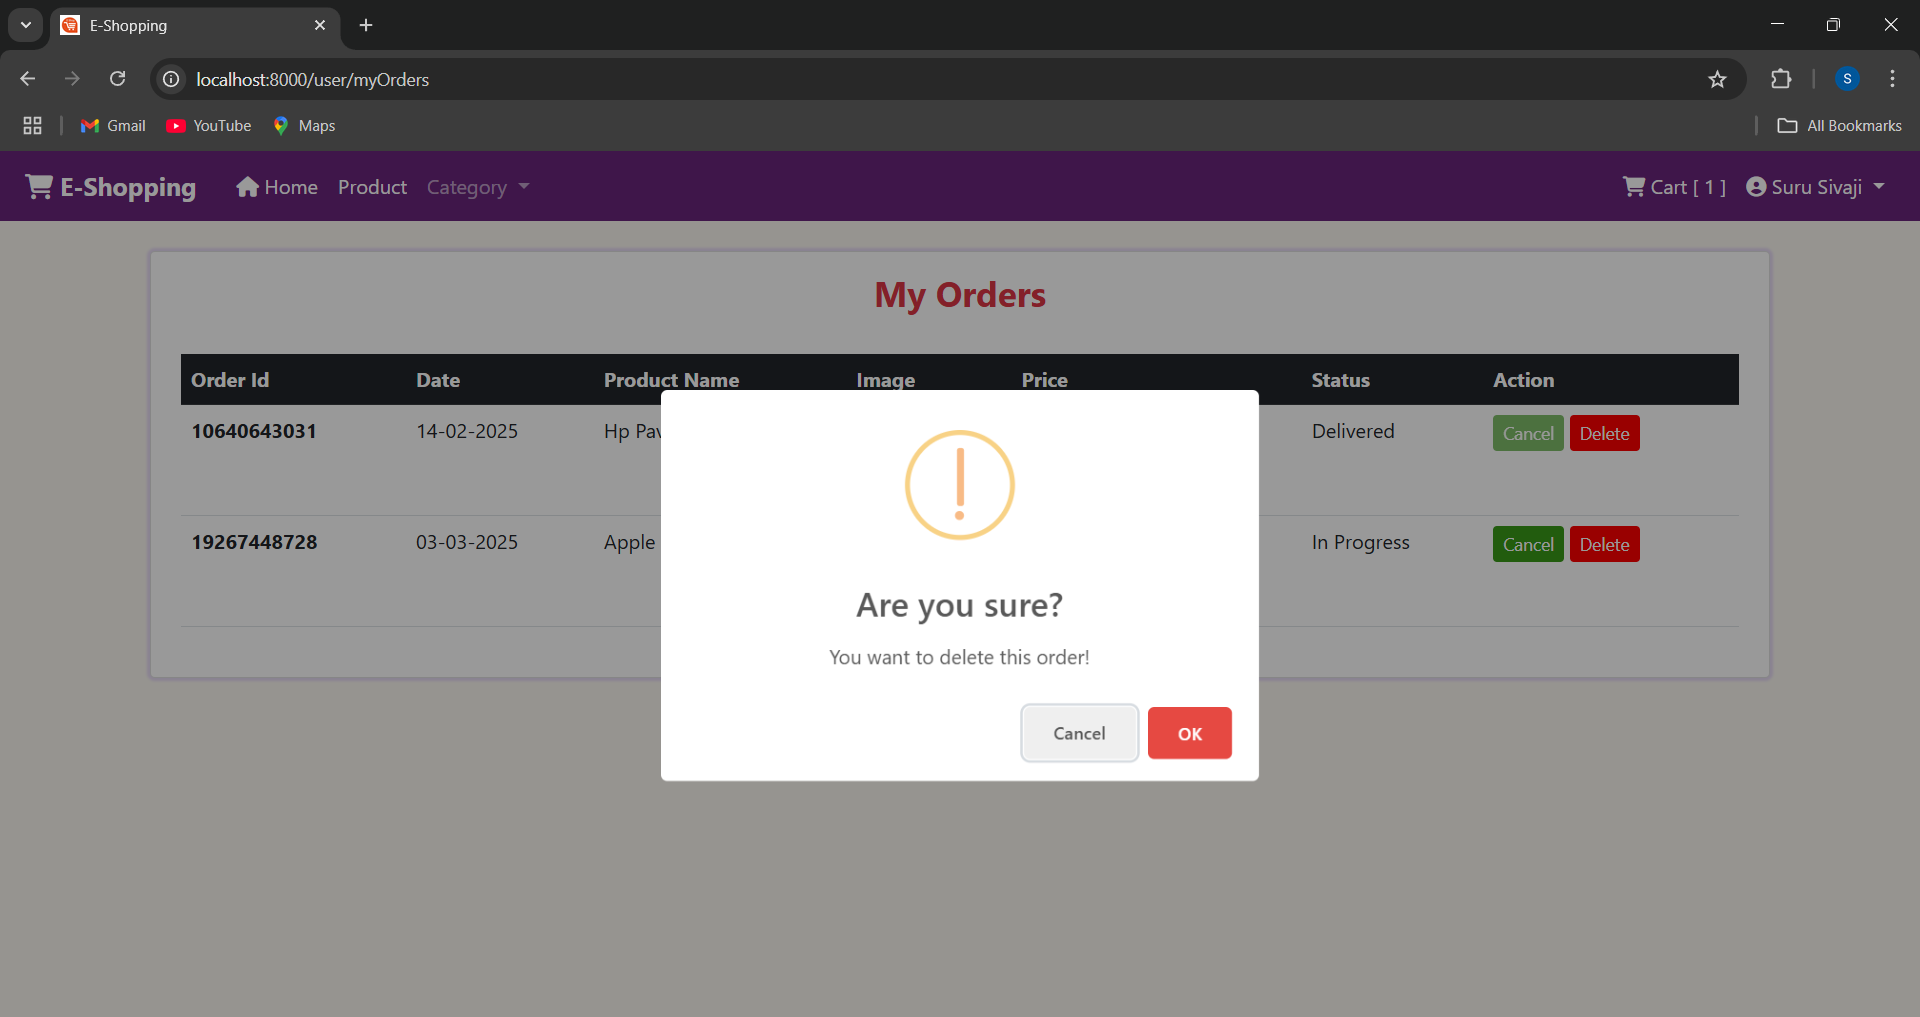 E-Shopping
localhost:8000/user/myOrders
S
Gmail YouTube Maps All Bookmarks
E-Shopping Home Product Category Cart [ 1 ] Suru Sivaji
My Orders
Order Id Date Product Name Image Price Status Action
10640643031 14-02-2025 Hp Delivered Cancel Delete
19267448728 03-03-2025 Apple In Progress Cancel Delete
Are you sure?
You want to delete this order!
Cancel OK